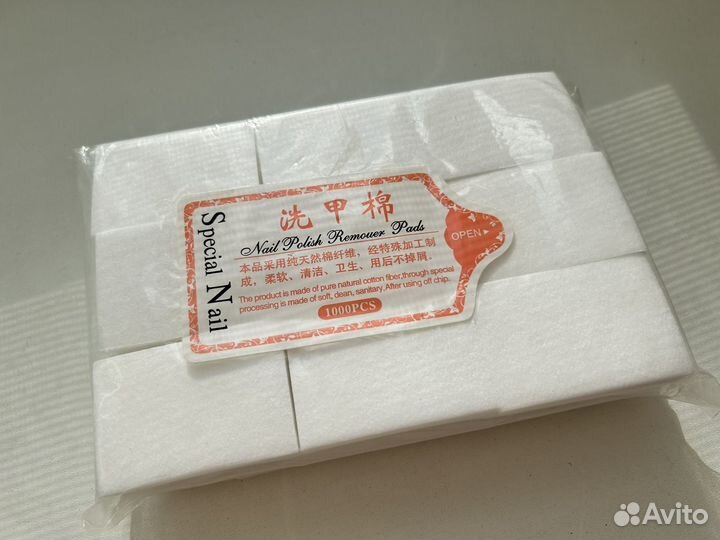 Special Nail
洗甲棉
Nail Polish Remouer Pads
本品采用纯天然棉纤维，经特殊加工制
成，柔软、清洁、卫生、用后不掉屑。
The product is made of pure natural cotton fiber,through special
processing is made of soft, dean, sanitary.After using off chip.
1000PCS
OPEN
Avito